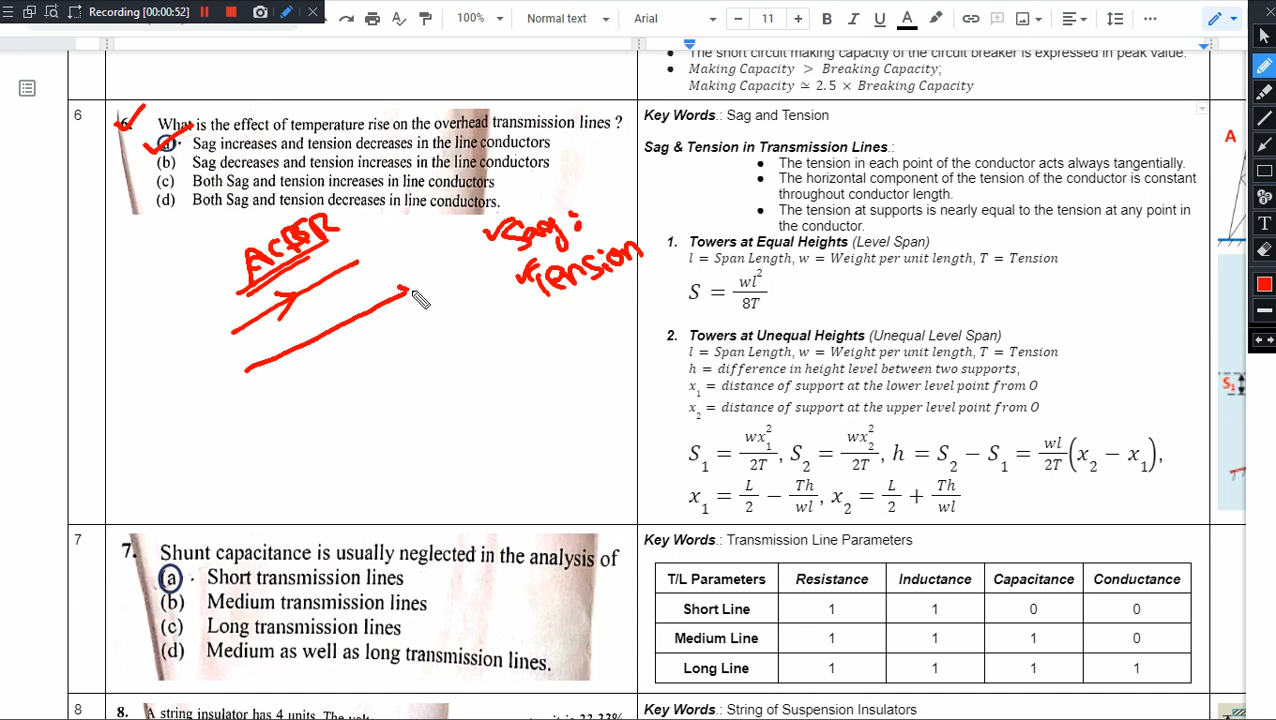 Recording [00:00:52]
100%
Normal text
Arial
11
B I U A
The short circuit making capacity of the circuit breaker is expressed in peak value.
Making Capacity > Breaking Capacity;
Making Capacity ≃ 2.5 × Breaking Capacity
6
6. What is the effect of temperature rise on the overhead transmission lines ?
(a) Sag increases and tension decreases in the line conductors
(b) Sag decreases and tension increases in the line conductors
(c) Both Sag and tension increases in line conductors
(d) Both Sag and tension decreases in line conductors.
ACSR
Sag:
Tension
Key Words.: Sag and Tension
Sag & Tension in Transmission Lines.:
The tension in each point of the conductor acts always tangentially.
The horizontal component of the tension of the conductor is constant
throughout conductor length.
The tension at supports is nearly equal to the tension at any point in
the conductor.
1. Towers at Equal Heights (Level Span)
l = Span Length, w = Weight per unit length, T = Tension
S = wl²/8T
2. Towers at Unequal Heights (Unequal Level Span)
l = Span Length, w = Weight per unit length, T = Tension
h = difference in height level between two supports,
x₁ = distance of support at the lower level point from O
x₂ = distance of support at the upper level point from O
S₁ = wx₁²/2T, S₂ = wx₂²/2T, h = S₂ − S₁ = wl/2T (x₂ − x₁),
x₁ = L/2 − Th/wl, x₂ = L/2 + Th/wl
A
S₁
7
7. Shunt capacitance is usually neglected in the analysis of
(a) Short transmission lines
(b) Medium transmission lines
(c) Long transmission lines
(d) Medium as well as long transmission lines.
Key Words.: Transmission Line Parameters
T/L Parameters Resistance Inductance Capacitance Conductance
Short Line 1 1 0 0
Medium Line 1 1 1 0
Long Line 1 1 1 1
8
8. A string insulator has 4 units. The
Key Words.: String of Suspension Insulators